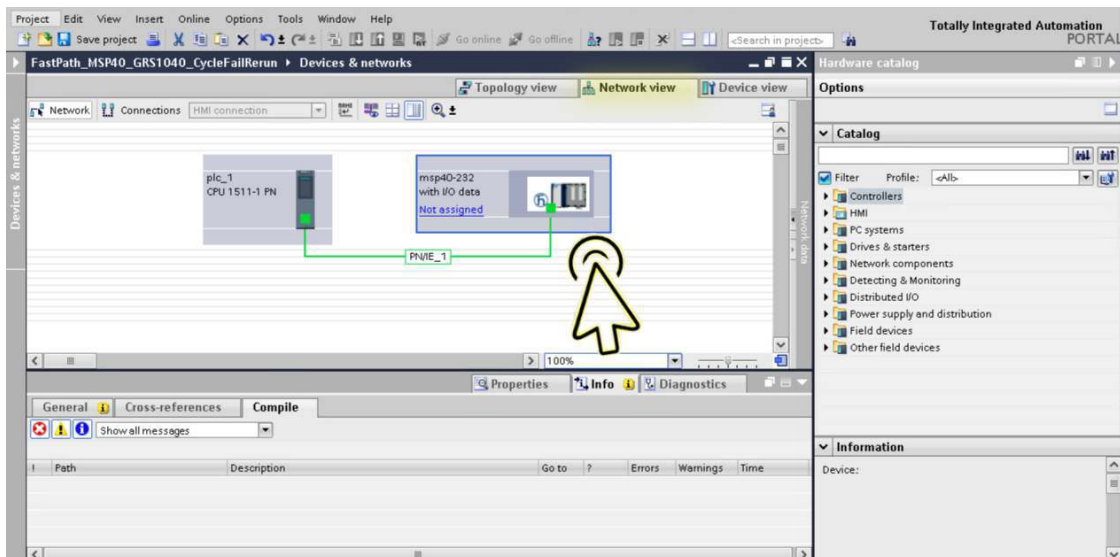 Project Edit View Insert Online Options Tools Window Help
Totally Integrated Automation
PORTAL
Save project Go online Go offline <Search in project>
FastPath_MSP40_GRS1040_CycleFailRerun Devices & networks
Hardware catalog
Topology view Network view Device view
Options
Network Connections HMI connection
Devices & networks
Catalog
plc_1
CPU 1511-1 PN
msp40-232
with I/O data
Not assigned
Filter Profile: <All>
Controllers
HMI
PC systems
Drives & starters
Network components
Detecting & Monitoring
Distributed I/O
Power supply and distribution
Field devices
Other field devices
Network data
PN/IE_1
100%
Properties Info Diagnostics
General Cross-references Compile
Show all messages
Information
! Path Description Go to ? Errors Warnings Time
Device: